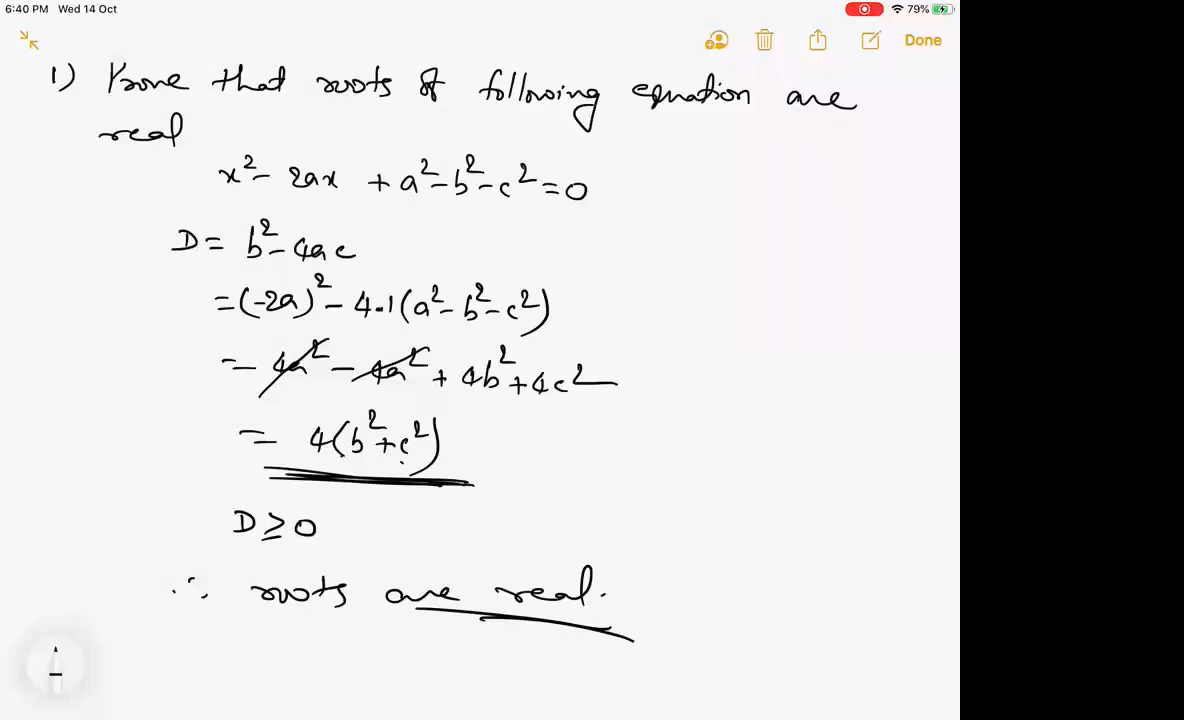 6:40 PM Wed 14 Oct 79%
Done
1) Prove that roots of following equation are
real
x² - 2ax + a² - b² - c² = 0
D = b² - 4ac
= (-2a)² - 4·1(a² - b² - c²)
= 4a² - 4a² + 4b² + 4c²
= 4(b² + c²)
D ≥ 0
∴ roots are real.